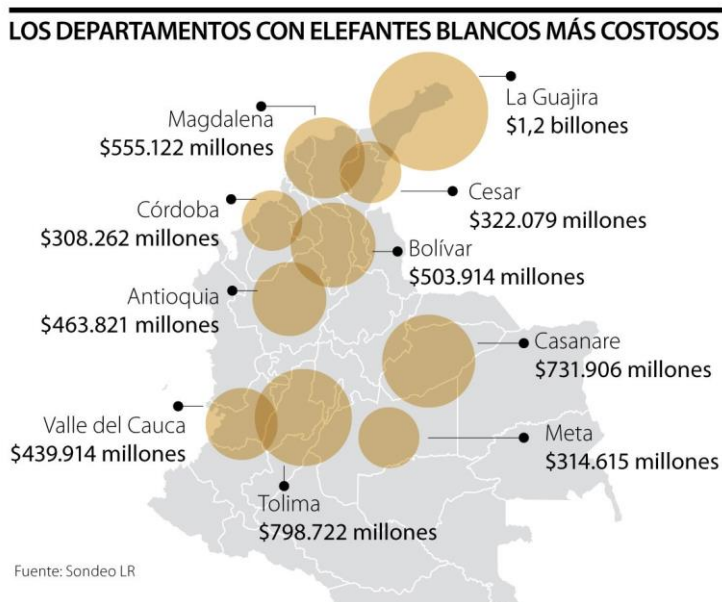 LOS DEPARTAMENTOS CON ELEFANTES BLANCOS MÁS COSTOSOS
La Guajira
$1,2 billones
Magdalena
$555.122 millones
Cesar
$322.079 millones
Córdoba
$308.262 millones
Bolívar
$503.914 millones
Antioquia
$463.821 millones
Casanare
$731.906 millones
Valle del Cauca
$439.914 millones
Meta
$314.615 millones
Tolima
$798.722 millones
Fuente: Sondeo LR